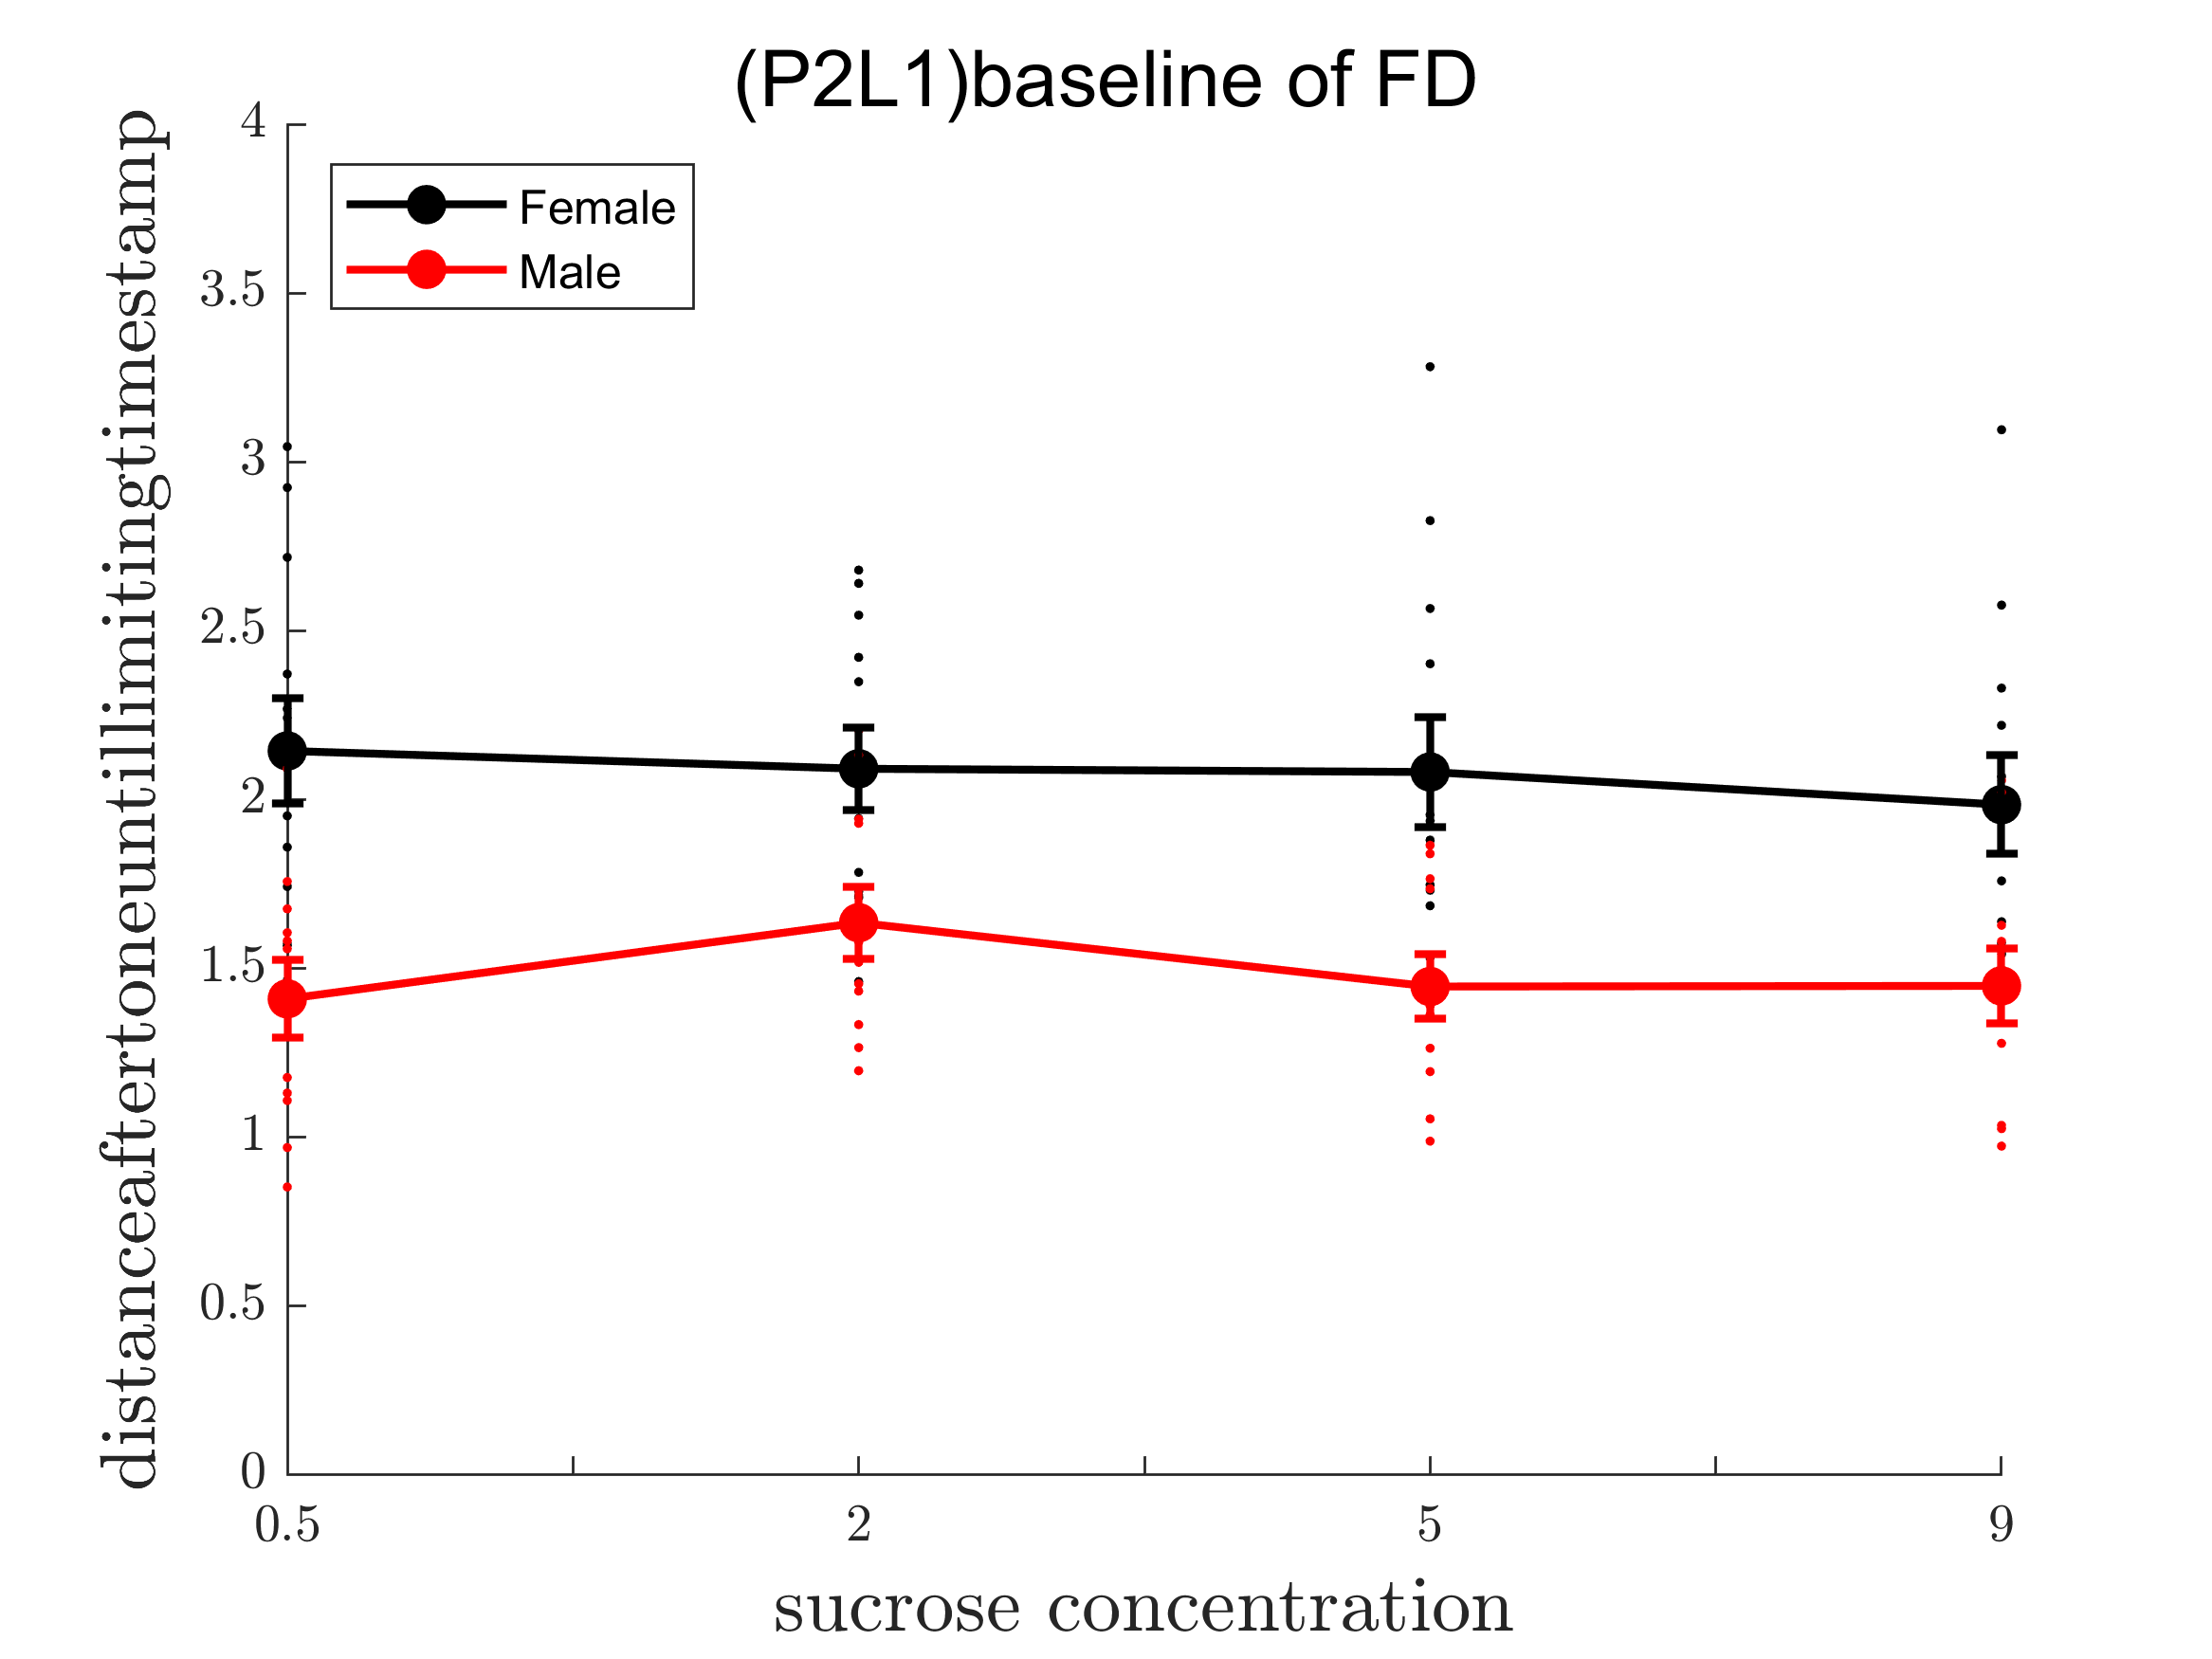 (P2L1)baseline of FD
distanceaftertoneuntillimitingtimestamp
4
3.5
3
2.5
2
1.5
1
0.5
0
Female
Male
0.5
2
5
9
sucrose concentration